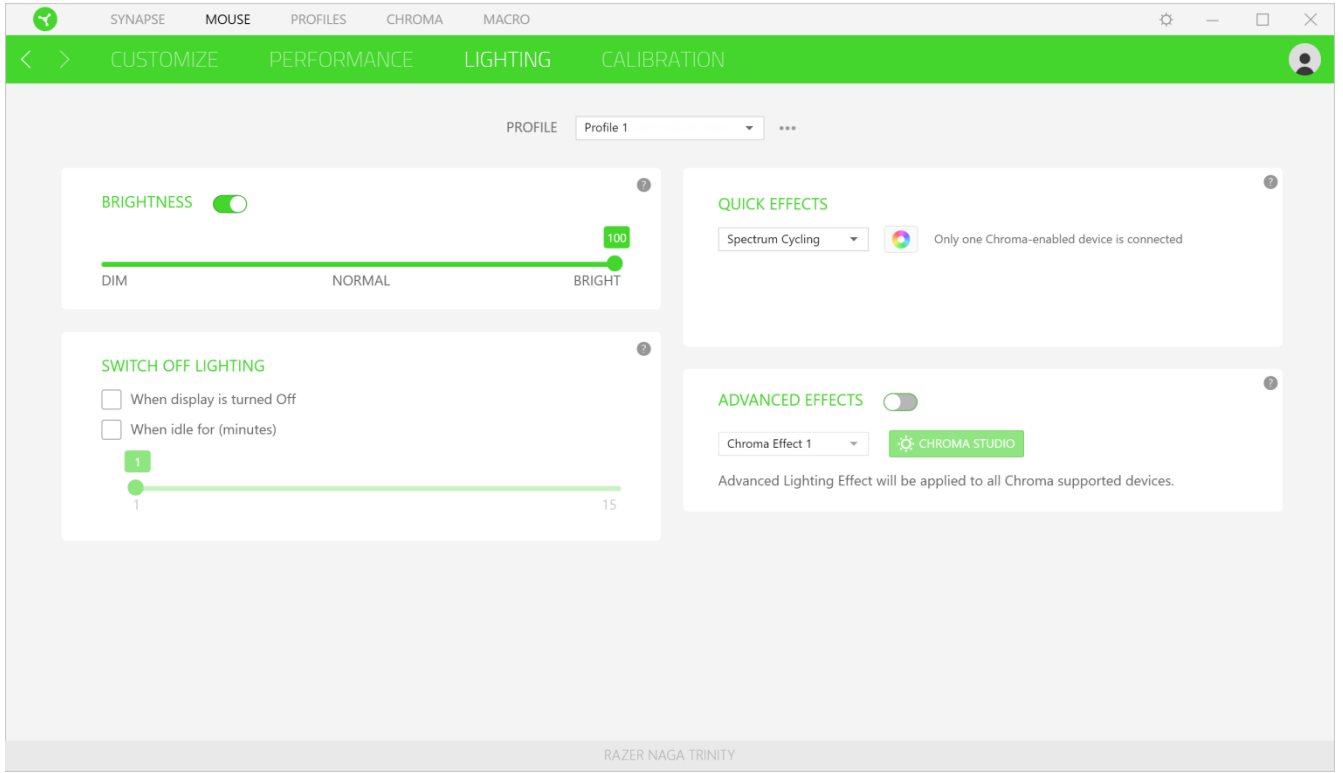 SYNAPSE MOUSE PROFILES CHROMA MACRO
CUSTOMIZE PERFORMANCE LIGHTING CALIBRATION
PROFILE Profile 1
BRIGHTNESS
100
DIM NORMAL BRIGHT
SWITCH OFF LIGHTING
When display is turned Off
When idle for (minutes)
1
1 15
QUICK EFFECTS
Spectrum Cycling Only one Chroma-enabled device is connected
ADVANCED EFFECTS
Chroma Effect 1 CHROMA STUDIO
Advanced Lighting Effect will be applied to all Chroma supported devices.
RAZER NAGA TRINITY